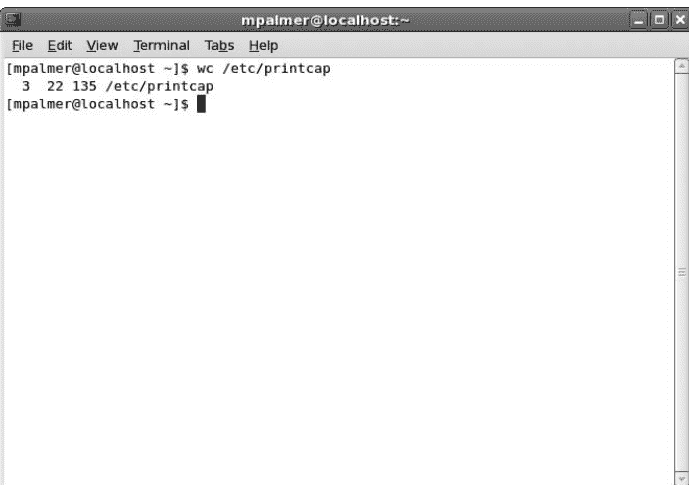 mpalmer@localhost:~
File Edit View Terminal Tabs Help
[mpalmer@localhost ~]$ wc /etc/printcap
  3  22 135 /etc/printcap
[mpalmer@localhost ~]$